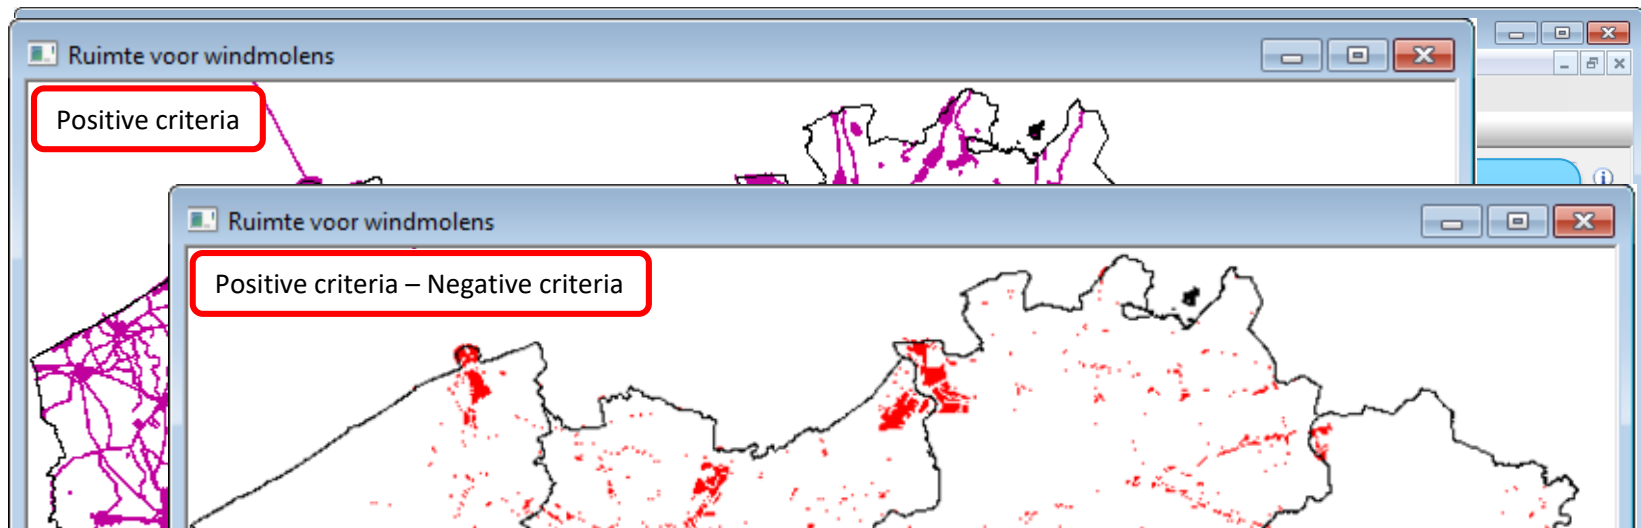 Ruimte voor windmolens
Positive criteria
Ruimte voor windmolens
Positive criteria – Negative criteria